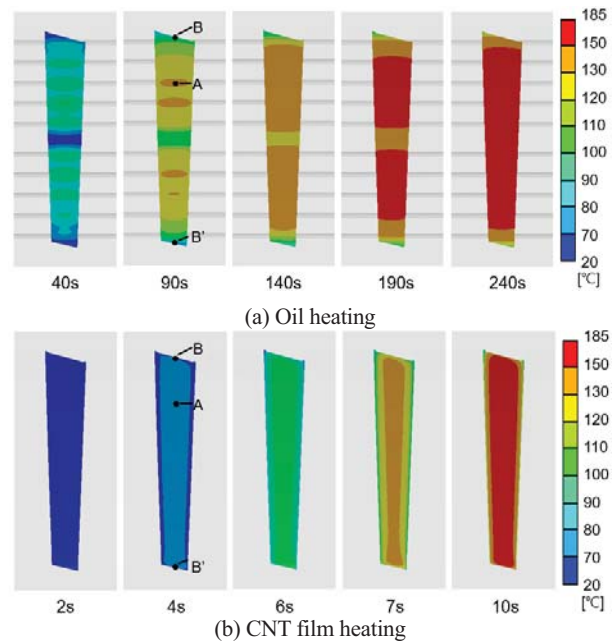 B
A
B'
40s 90s 140s 190s 240s
185
150
130
120
110
100
90
80
70
20
[℃]
(a) Oil heating
B
A
B'
2s 4s 6s 7s 10s
185
150
130
120
110
100
90
80
70
20
[℃]
(b) CNT film heating